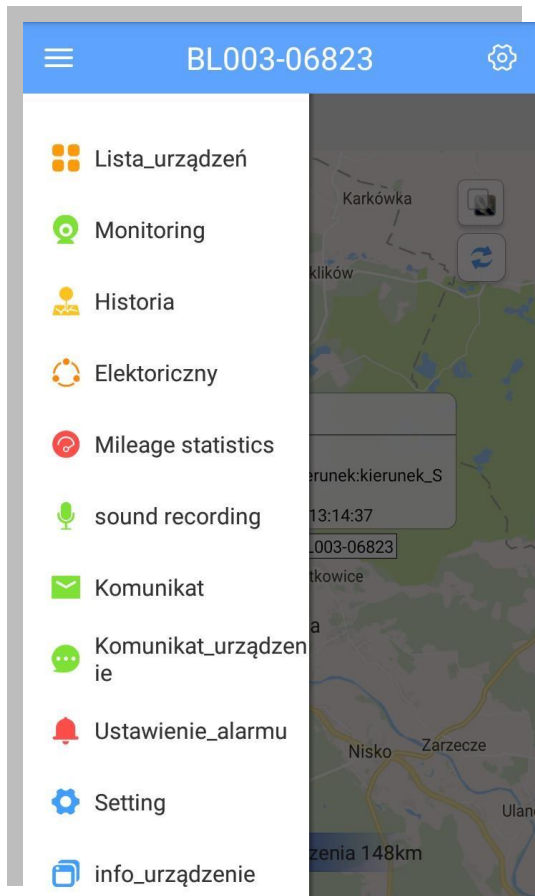 BL003-06823
Lista_urządzeń
Monitoring
Historia
Elektoriczny
Mileage statistics
sound recording
Komunikat
Komunikat_urządzen
ie
Ustawienie_alarmu
Setting
info_urządzenie
Karkówka
klików
erunek:kierunek_S
13:14:37
L003-06823
tkowice
a
Nisko
Zarzecze
Ulan
zenia 148km